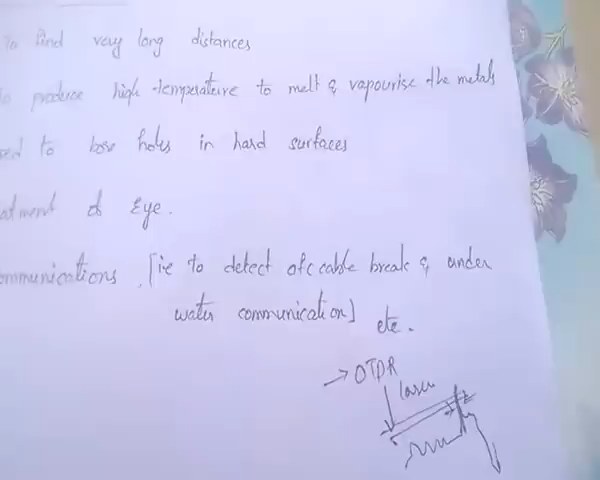 To find very long distances
To produce high temperature to melt & vapourise the metals
sed to bore holes in hard surfaces
atment of Eye.
ommunications. [ie to detect ofc cable break & under
water communication] etc.
→ OTDR
laser